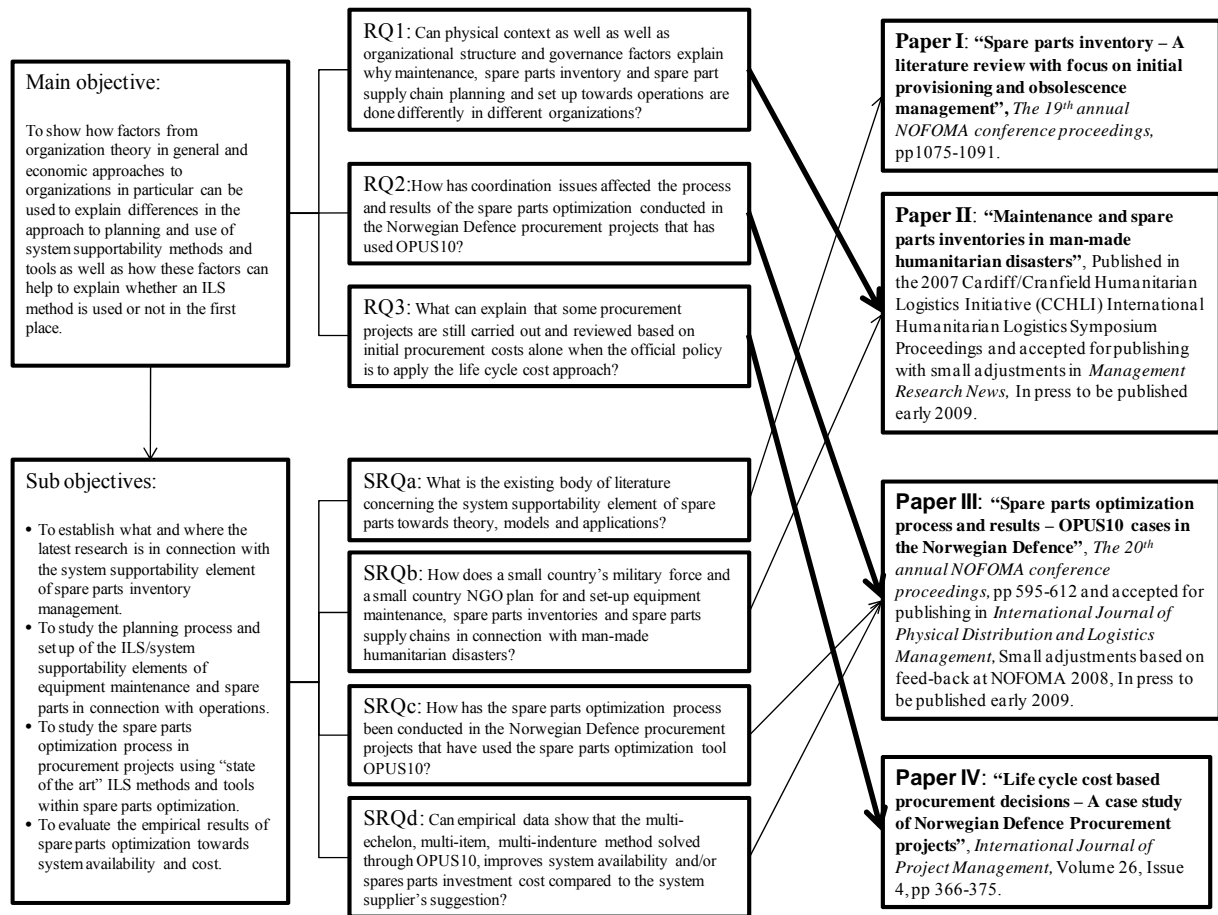 Main objective:
To show how factors from
organization theory in general and
economic approaches to
organizations in particular can be
used to explain differences in the
approach to planning and use of
system supportability methods and
tools as well as how these factors can
help to explain whether an ILS
method is used or not in the first
place.
Sub objectives:
• To establish what and where the
latest research is in connection with
the system supportability element
of spare parts inventory
management.
• To study the planning process and
set up of the ILS/system
supportability elements of
equipment maintenance and spare
parts in connection with operations.
• To study the spare parts
optimization process in
procurement projects using “state
of the art” ILS methods and tools
within spare parts optimization.
• To evaluate the empirical results of
spare parts optimization towards
system availability and cost.
RQ1: Can physical context as well as well as
organizational structure and governance factors explain
why maintenance, spare parts inventory and spare part
supply chain planning and set up towards operations are
done differently in different organizations?
RQ2:How has coordination issues affected the process
and results of the spare parts optimization conducted in
the Norwegian Defence procurement projects that has
used OPUS10?
RQ3: What can explain that some procurement
projects are still carried out and reviewed based on
initial procurement costs alone when the official policy
is to apply the life cycle cost approach?
SRQa: What is the existing body of literature
concerning the system supportability element of spare
parts towards theory, models and applications?
SRQb: How does a small country’s military force and
a small country NGO plan for and set-up equipment
maintenance, spare parts inventories and spare parts
supply chains in connection with man-made
humanitarian disasters?
SRQc: How has the spare parts optimization process
been conducted in the Norwegian Defence procurement
projects that have used the spare parts optimization tool
OPUS10?
SRQd: Can empirical data show that the multi-
echelon, multi-item, multi-indenture method solved
through OPUS10, improves system availability and/or
spares parts investment cost compared to the system
supplier’s suggestion?
Paper I: “Spare parts inventory – A
literature review with focus on initial
provisioning and obsolescence
management”, The 19th annual
NOFOMA conference proceedings,
pp1075-1091.
Paper II: “Maintenance and spare
parts inventories in man-made
humanitarian disasters”, Published in
the 2007 Cardiff/Cranfield Humanitarian
Logistics Initiative (CCHLI) International
Humanitarian Logistics Symposium
Proceedings and accepted for publishing
with small adjustments in Management
Research News, In press to be published
early 2009.
Paper III: “Spare parts optimization
process and results – OPUS10 cases in
the Norwegian Defence”, The 20th
annual NOFOMA conference
proceedings, pp 595-612 and accepted for
publishing in International Journal of
Physical Distribution and Logistics
Management, Small adjustments based on
feed-back at NOFOMA 2008, In press to
be published early 2009.
Paper IV: “Life cycle cost based
procurement decisions – A case study
of Norwegian Defence Procurement
projects”, International Journal of
Project Management, Volume 26, Issue
4, pp 366-375.